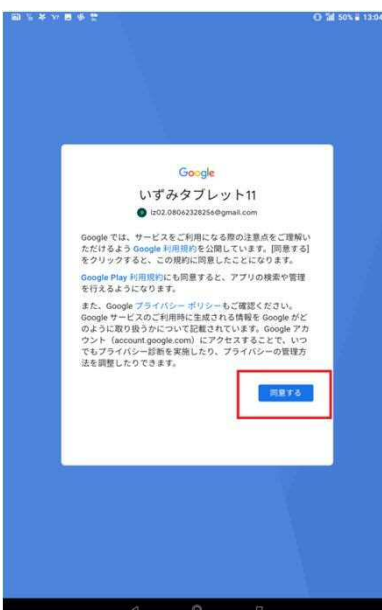 50% 13:04
Google
いずみタブレット11
lz02.08062328256@gmail.com
Google では、サービスをご利用になる際の注意点をご理解い
ただけるよう Google 利用規約を公開しています。[同意する]
をクリックすると、この規約に同意したことになります。
Google Play 利用規約にも同意すると、アプリの検索や管理
を行えるようになります。
また、Google プライバシー ポリシーもご確認ください。
Google サービスのご利用時に生成される情報を Google がど
のように取り扱うかについて記載されています。Google アカ
ウント（account.google.com）にアクセスすることで、いつ
でもプライバシー診断を実施したり、プライバシーの管理方
法を調整したりできます。
同意する